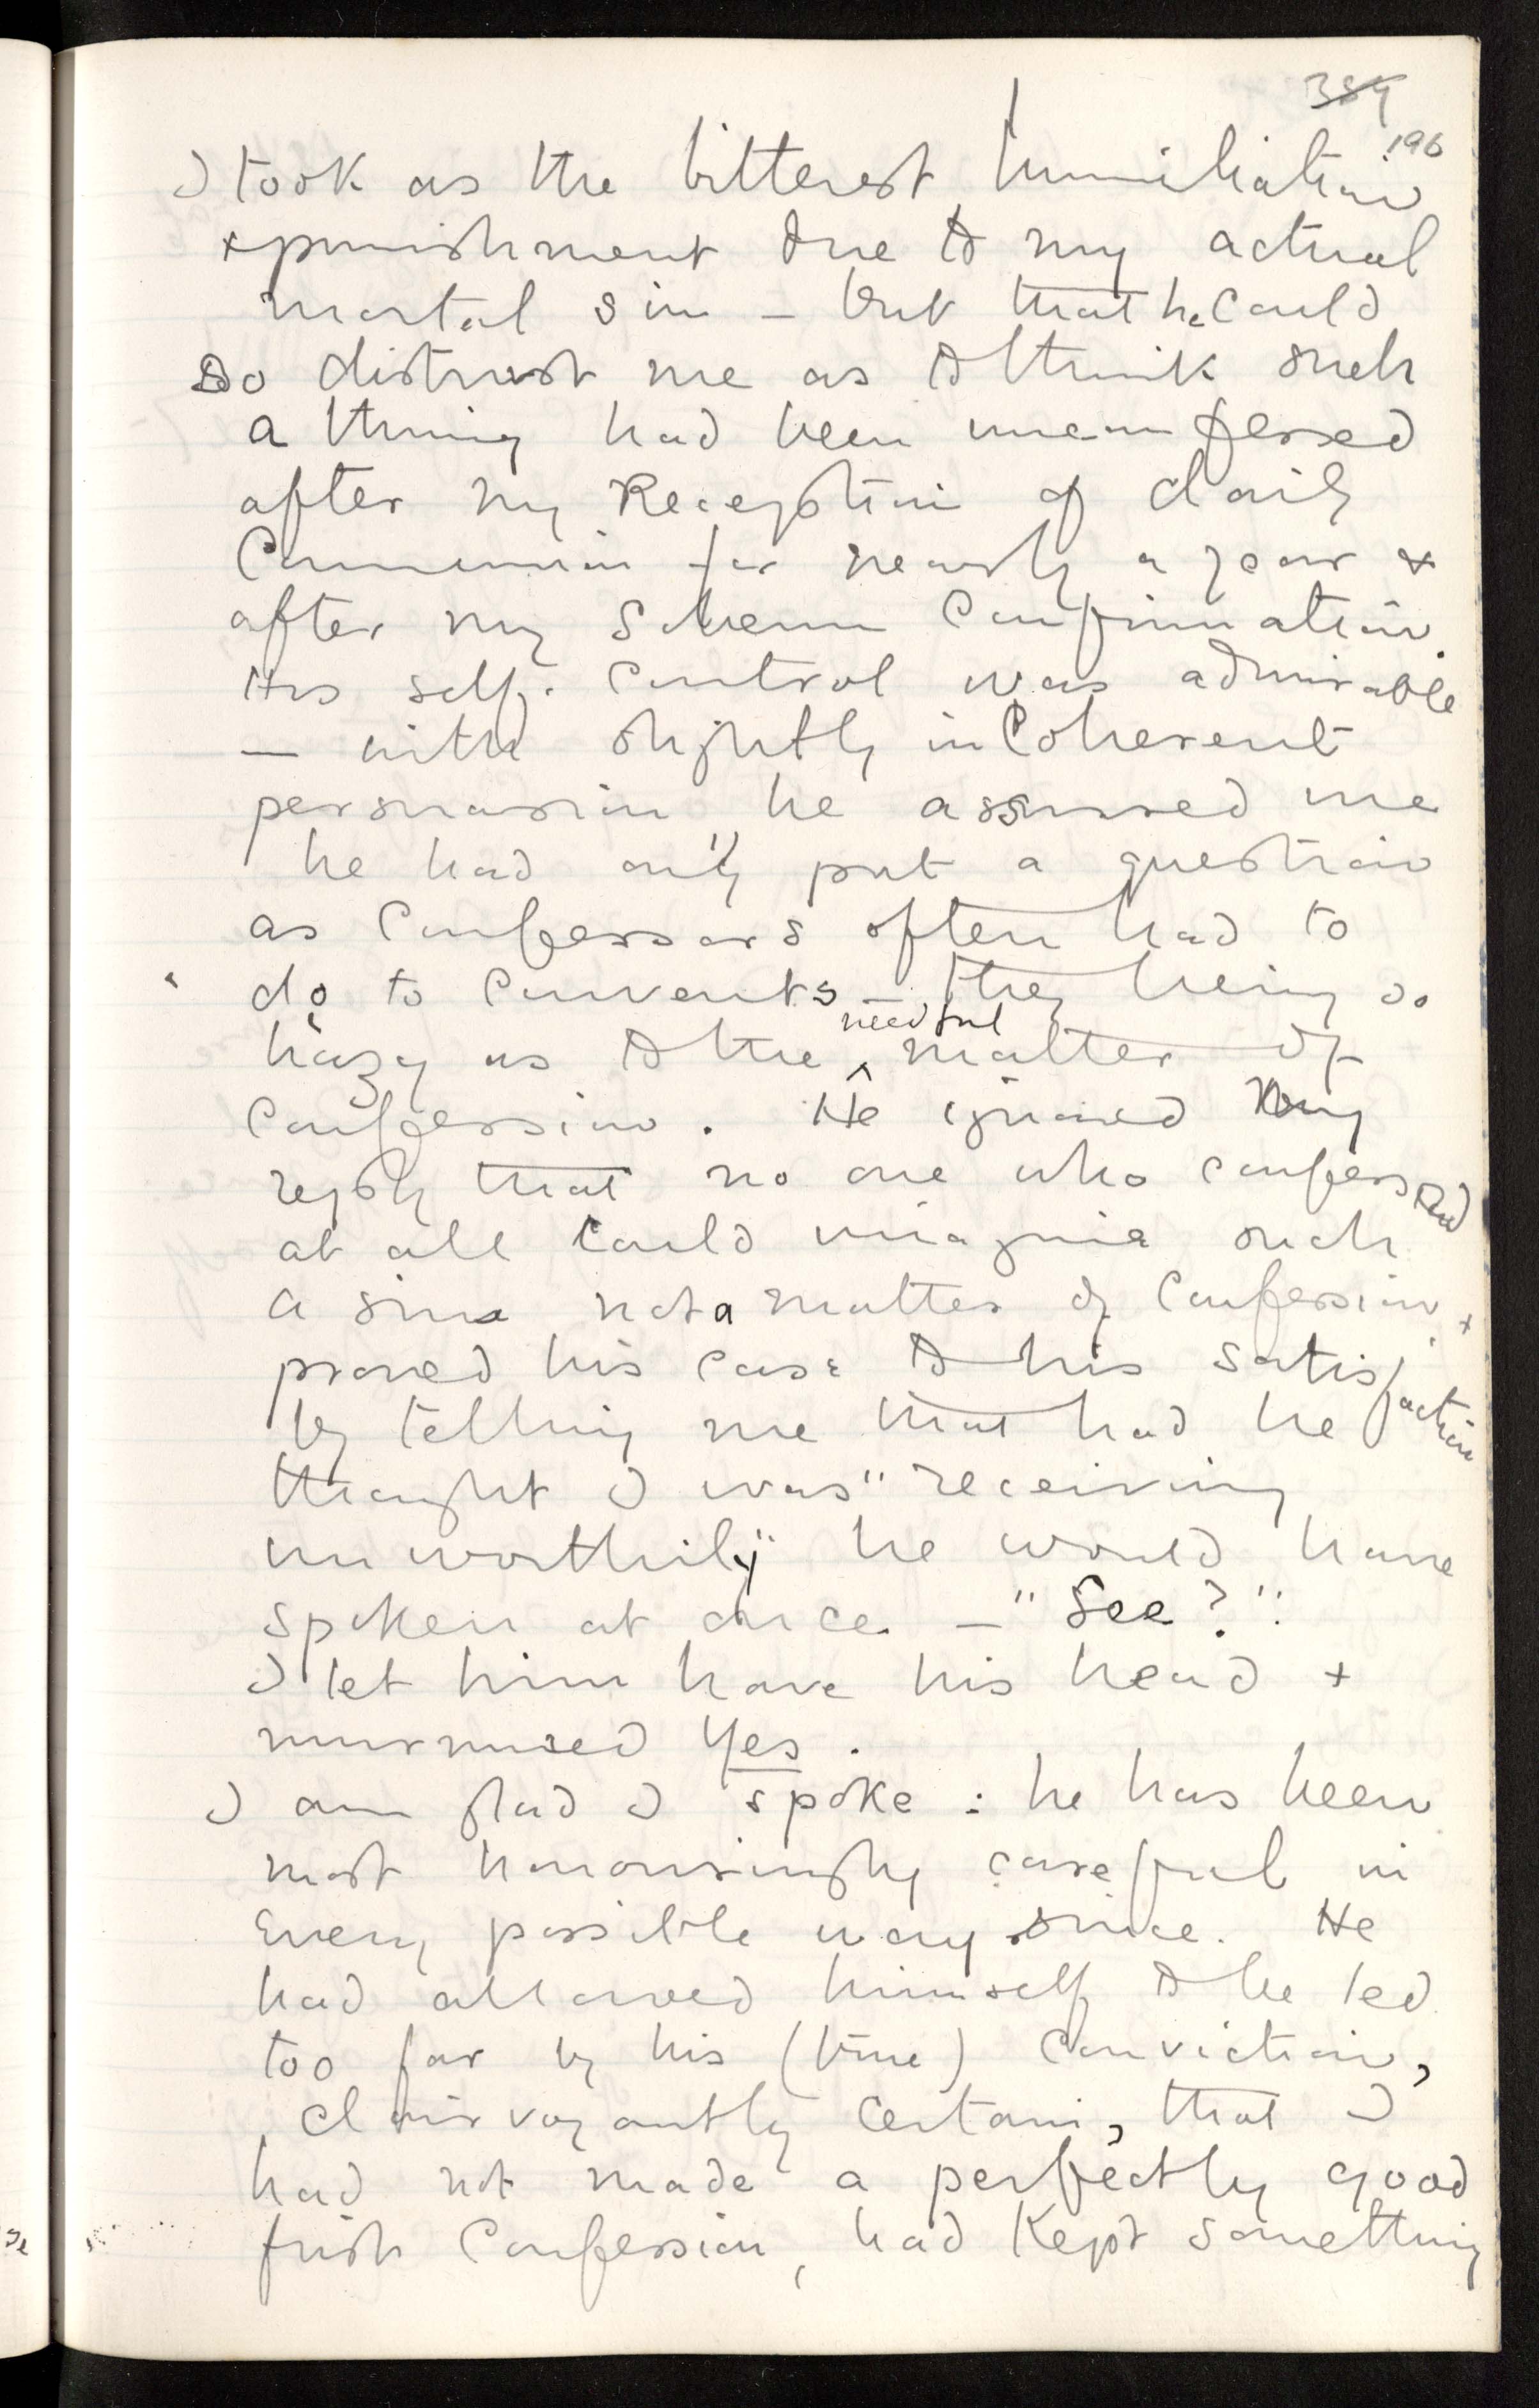 384
196
I took as the bitterest humiliation
+ punishment due to my actual
mortal sin – but that he could
so distrust me as to think such
a thing had been unconfessed
after my Reception of daily
Communion for nearly a year &
after my Solemn Confirmation.
His self-control was admirable
— with slightly incoherent
persuasion he assured me
he had only put a question
as Confessors often had to
do to Converts – they being so
hazy as to the needful matter of
Confession. He ignored my
reply that no one who confessed
at all could imagine such
a sin not a matter of Confession, +
proved his case to his satisfaction
by telling me that had he
thought I was "receiving
unworthily" he would have
spoken at once – "See?".
I let him have his head +
murmured Yes.
I am glad I spoke : he has been
most honouringly careful in
every possible way since. He
had allowed himself to be led
too far by his (true) Conviction,
clairvoyantly Certain, that I
had not made a perfectly good
first Confession, had Kept something